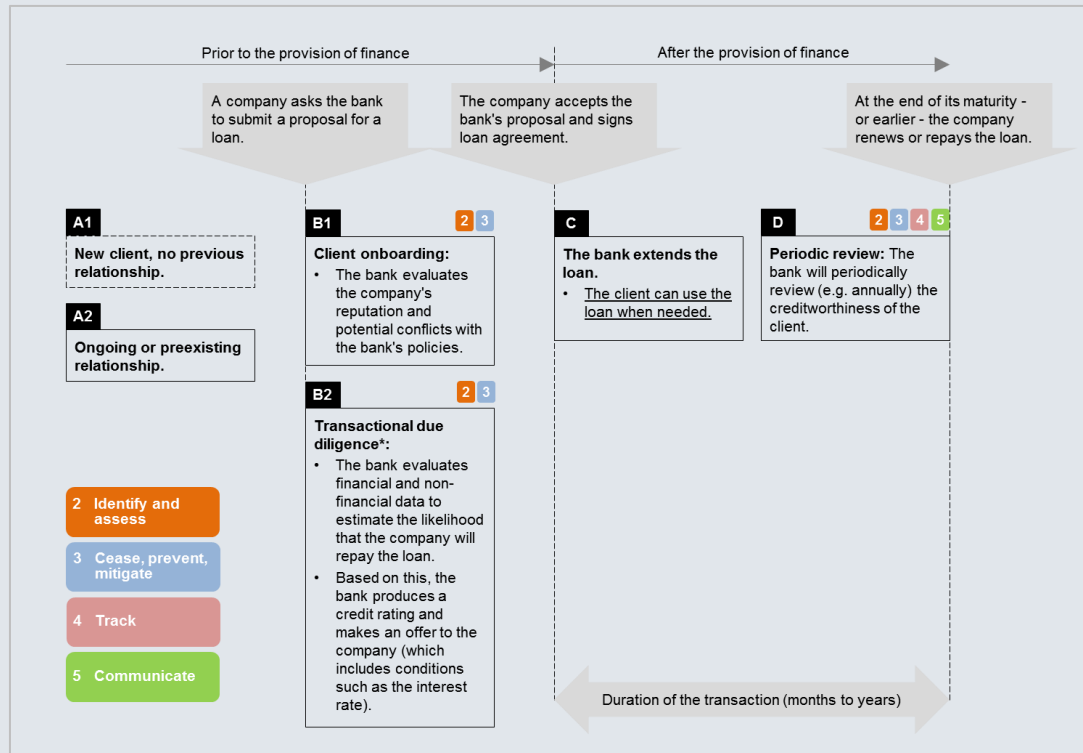 Prior to the provision of finance
After the provision of finance
A company asks the bank
to submit a proposal for a
loan.
The company accepts the
bank's proposal and signs
loan agreement.
At the end of its maturity -
or earlier - the company
renews or repays the loan.
A1
New client, no previous
relationship.
A2
Ongoing or preexisting
relationship.
B1
2 3
Client onboarding:
• The bank evaluates
the company's
reputation and
potential conflicts with
the bank's policies.
B2
2 3
Transactional due
diligence*:
• The bank evaluates
financial and non-
financial data to
estimate the likelihood
that the company will
repay the loan.
• Based on this, the
bank produces a
credit rating and
makes an offer to the
company (which
includes conditions
such as the interest
rate).
C
The bank extends the
loan.
• The client can use the
loan when needed.
D
2 3 4 5
Periodic review: The
bank will periodically
review (e.g. annually) the
creditworthiness of the
client.
2 Identify and
assess
3 Cease, prevent,
mitigate
4 Track
5 Communicate
Duration of the transaction (months to years)